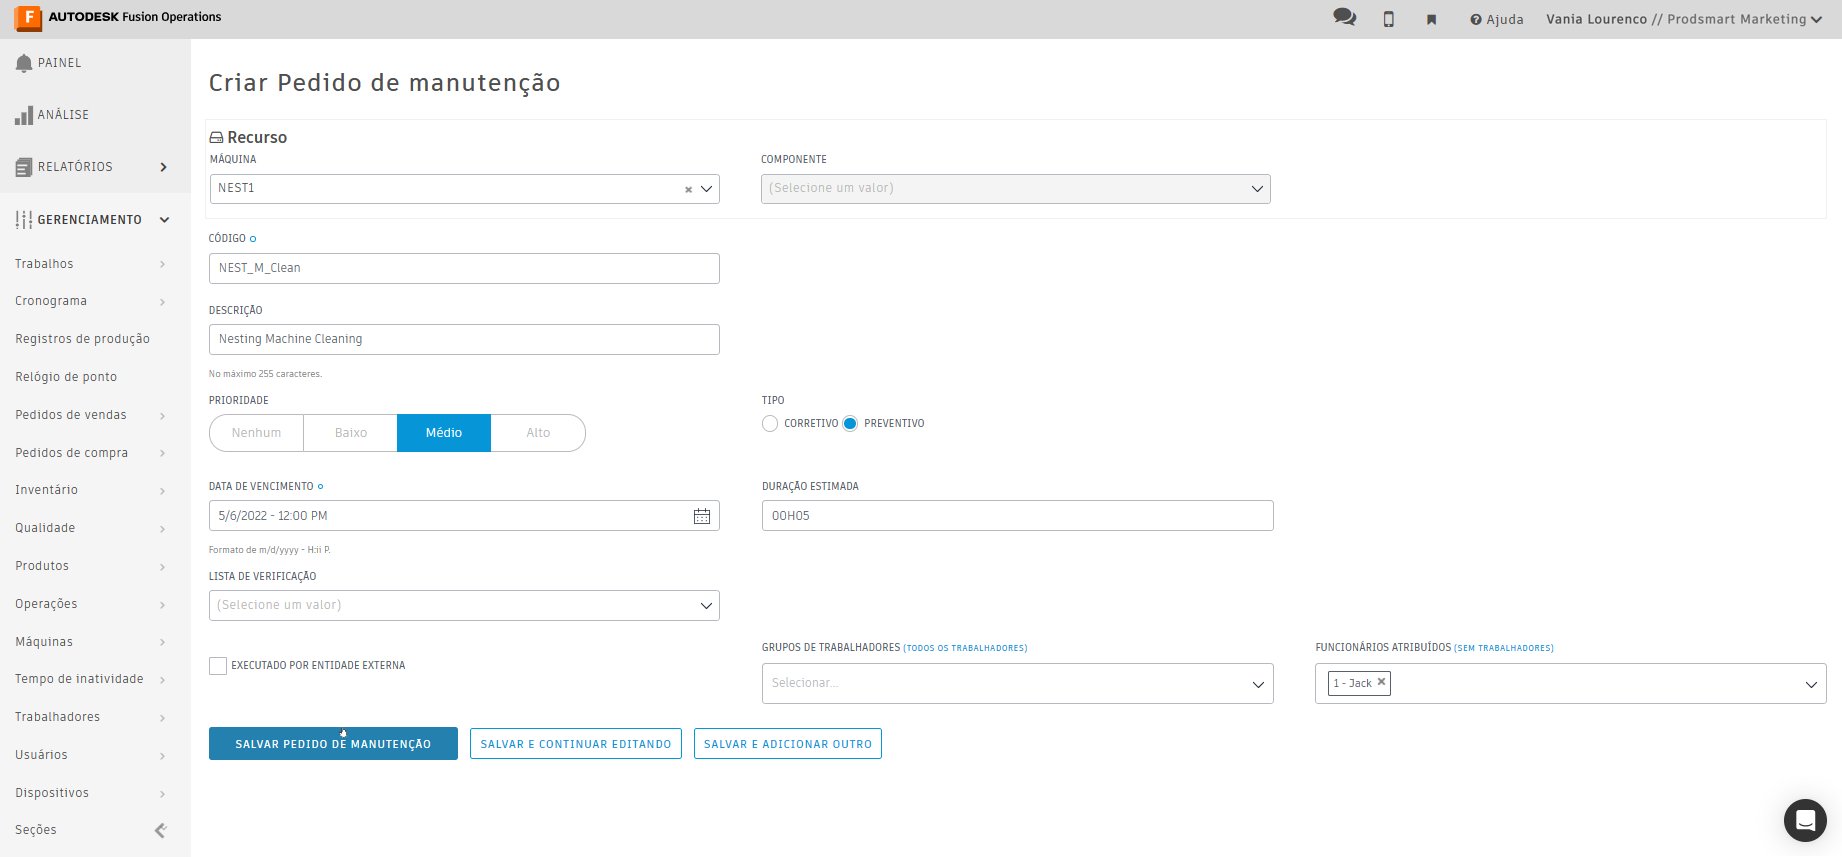 F AUTODESK Fusion Operations
Ajuda
Vania Lourenco // Prodsmart Marketing
PAINEL
ANÁLISE
RELATÓRIOS
GERENCIAMENTO
Trabalhos
Cronograma
Registros de produção
Relógio de ponto
Pedidos de vendas
Pedidos de compra
Inventário
Qualidade
Produtos
Operações
Máquinas
Tempo de inatividade
Trabalhadores
Usuários
Dispositivos
Seções
Criar Pedido de manutenção
Recurso
MÁQUINA
COMPONENTE
NEST1
(Selecione um valor)
CÓDIGO
NEST_M_Clean
DESCRIÇÃO
Nesting Machine Cleaning
No máximo 255 caracteres.
PRIORIDADE
TIPO
Nenhum Baixo Médio Alto
CORRETIVO PREVENTIVO
DATA DE VENCIMENTO
DURAÇÃO ESTIMADA
5/6/2022 - 12:00 PM
00H05
Formato de m/d/yyyy - H:ii P.
LISTA DE VERIFICAÇÃO
(Selecione um valor)
EXECUTADO POR ENTIDADE EXTERNA
GRUPOS DE TRABALHADORES (TODOS OS TRABALHADORES)
Selecionar...
FUNCIONÁRIOS ATRIBUÍDOS (SEM TRABALHADORES)
1 - Jack
SALVAR PEDIDO DE MANUTENÇÃO
SALVAR E CONTINUAR EDITANDO
SALVAR E ADICIONAR OUTRO